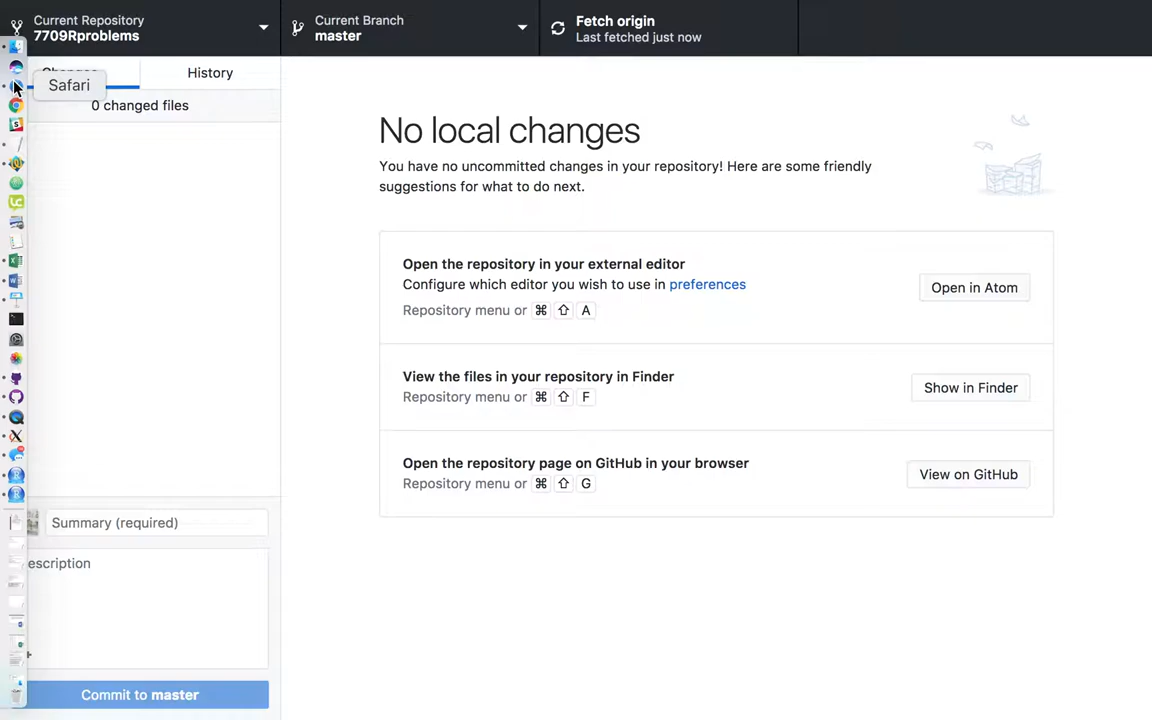 Current Repository
7709Rproblems
Current Branch
master
Fetch origin
Last fetched just now
Changes
History
Safari
0 changed files
No local changes
You have no uncommitted changes in your repository! Here are some friendly
suggestions for what to do next.
Open the repository in your external editor
Configure which editor you wish to use in preferences
Repository menu or ⌘ ⇧ A
Open in Atom
View the files in your repository in Finder
Repository menu or ⌘ ⇧ F
Show in Finder
Open the repository page on GitHub in your browser
Repository menu or ⌘ ⇧ G
View on GitHub
Summary (required)
escription
Commit to master